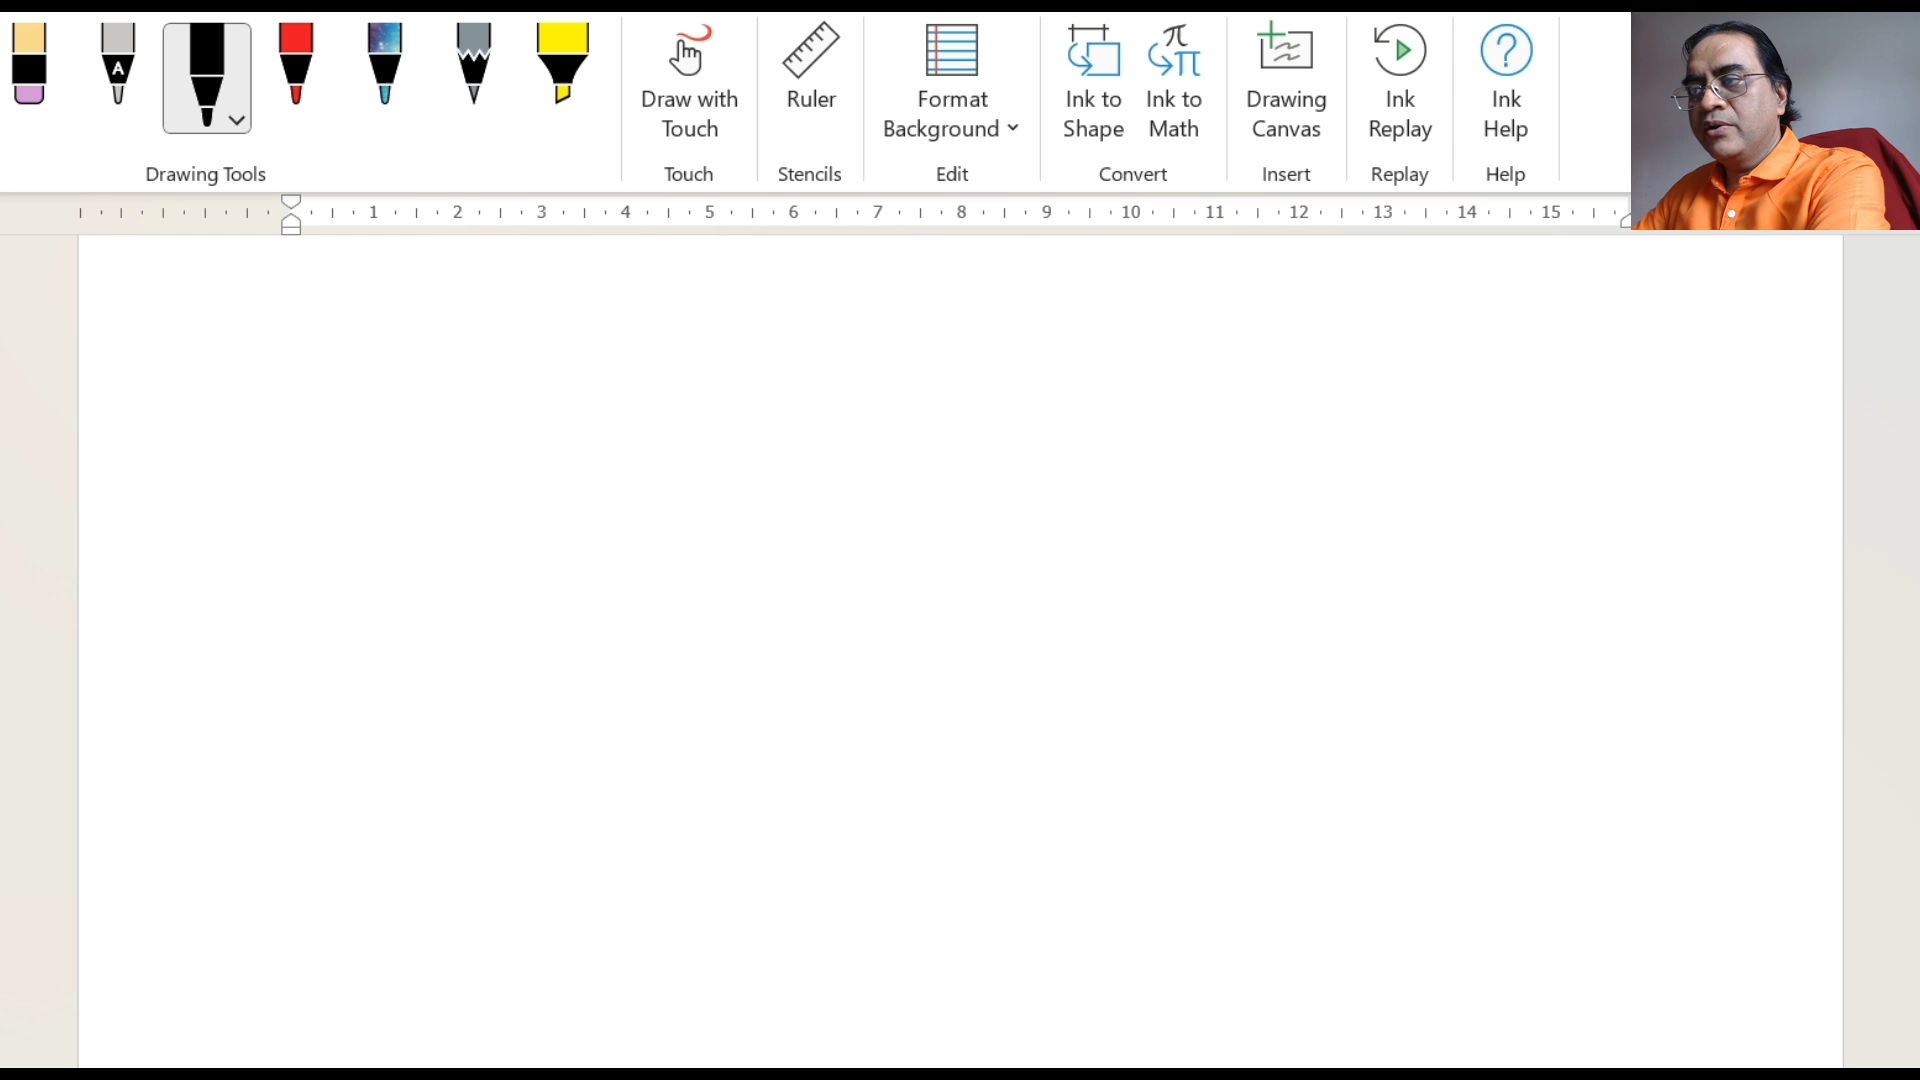 A
Draw with Touch
Ruler
Format Background
Ink to Shape
Ink to Math
Drawing Canvas
Ink Replay
Ink Help
Drawing Tools
Touch
Stencils
Edit
Convert
Insert
Replay
Help
1 2 3 4 5 6 7 8 9 10 11 12 13 14 15